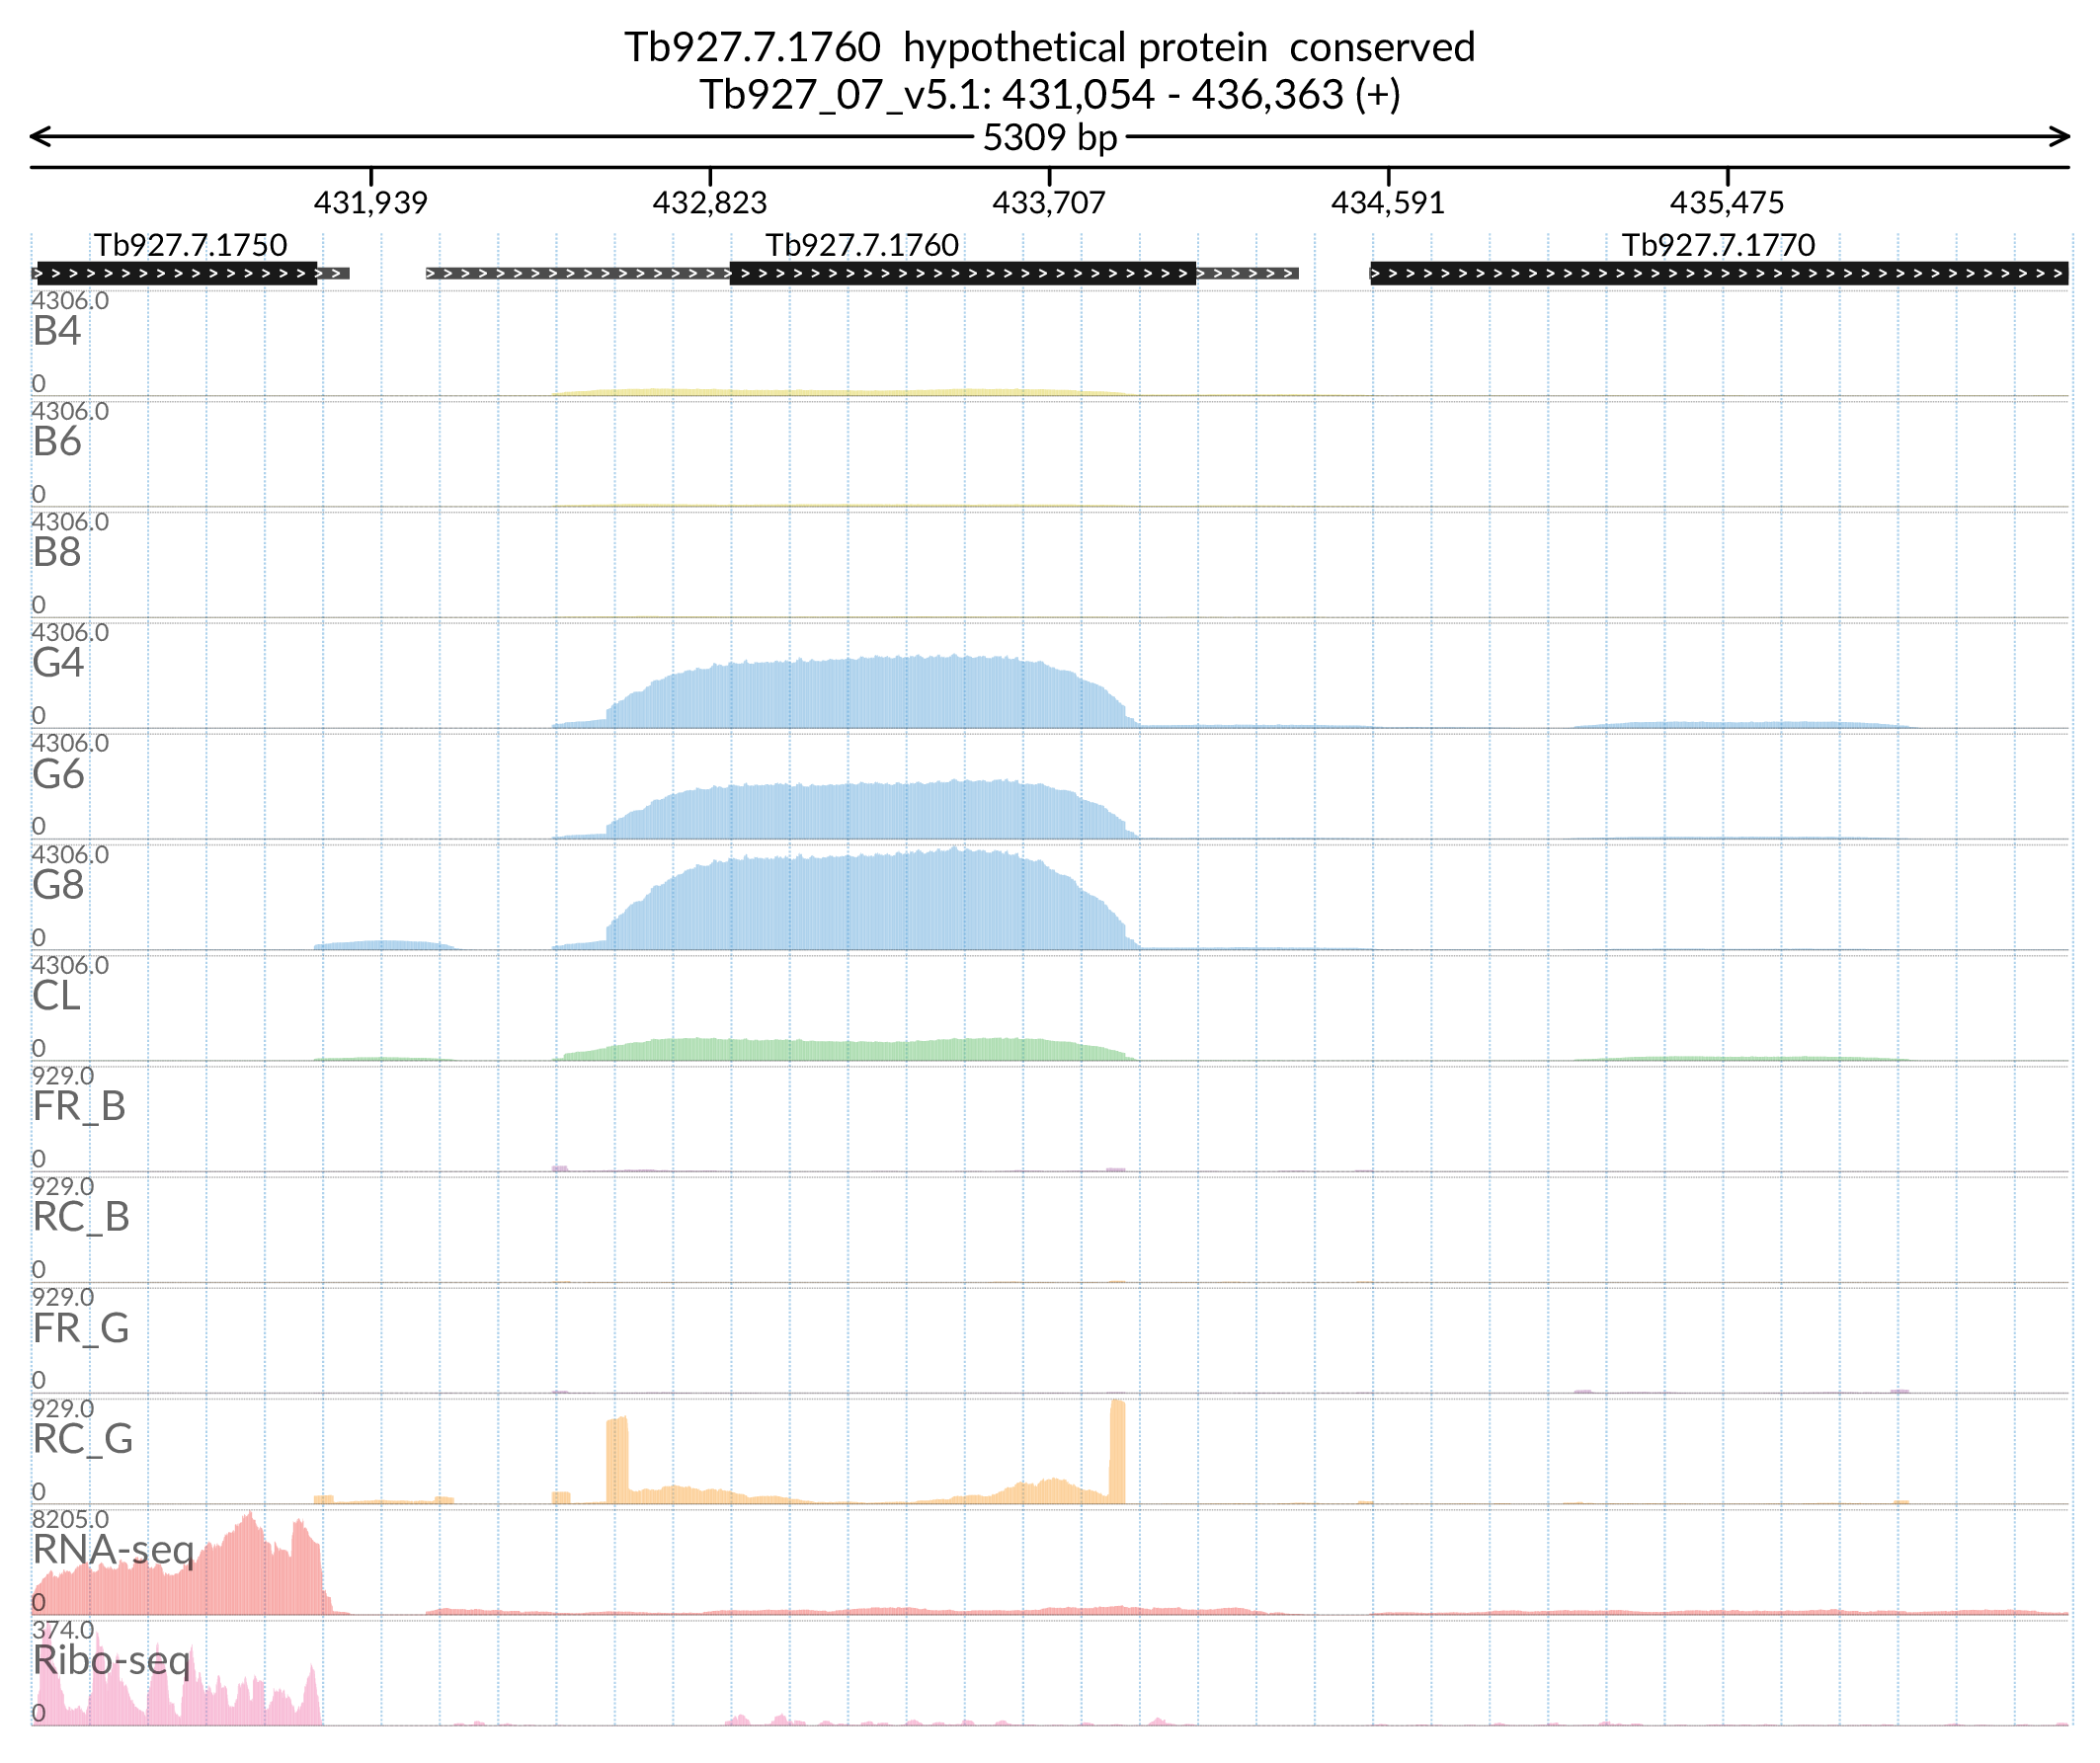 Tb927.7.1760  hypothetical protein  conserved
Tb927_07_v5.1: 431,054 - 436,363 (+)
5309 bp
431,939 432,823 433,707 434,591 435,475
Tb927.7.1750 Tb927.7.1760 Tb927.7.1770
4306.0
B4
0
4306.0
B6
0
4306.0
B8
0
4306.0
G4
0
4306.0
G6
0
4306.0
G8
0
4306.0
CL
0
929.0
FR_B
0
929.0
RC_B
0
929.0
FR_G
0
929.0
RC_G
0
8205.0
RNA-seq
0
374.0
Ribo-seq
0